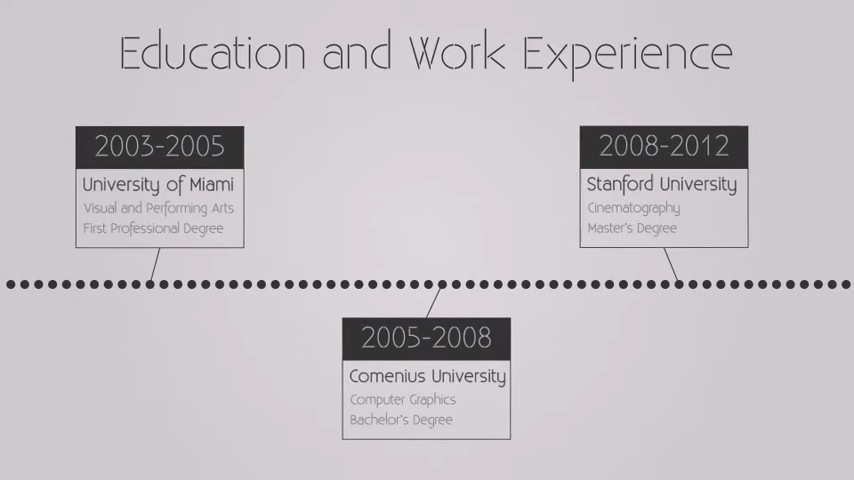 Education and Work Experience
2003-2005
University of Miami
Visual and Performing Arts
First Professional Degree
2008-2012
Stanford University
Cinematography
Master's Degree
2005-2008
Comenius University
Computer Graphics
Bachelor's Degree